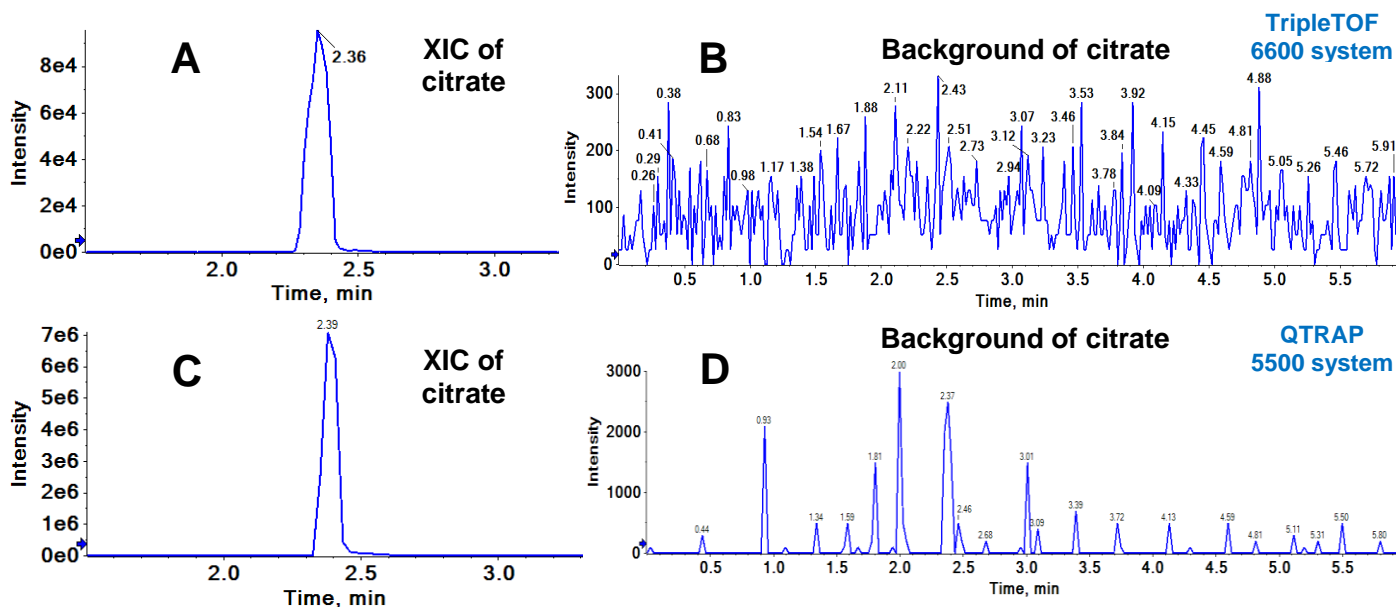 A
XIC of
citrate
2.36
Intensity
8e4
6e4
4e4
2e4
0e0
2.0
2.5
3.0
Time, min
B
Background of citrate
TripleTOF
6600 system
Intensity
300
200
100
0
0.26
0.29
0.41
0.38
0.68
0.83
0.98
1.17
1.38
1.54
1.67
1.88
2.11
2.22
2.43
2.51
2.73
2.94
3.12
3.07
3.23
3.46
3.53
3.78
3.84
3.92
4.09
4.15
4.33
4.45
4.59
4.81
4.88
5.05
5.26
5.46
5.72
5.91
0.5
1.0
1.5
2.0
2.5
3.0
3.5
4.0
4.5
5.0
5.5
Time, min
C
XIC of
citrate
2.39
Intensity
7e6
6e6
5e6
4e6
3e6
2e6
1e6
0e0
2.0
2.5
3.0
Time, min
D
Background of citrate
QTRAP
5500 system
Intensity
3000
2000
1000
0
0.44
0.93
1.34
1.59
1.81
2.00
2.37
2.46
2.68
3.01
3.09
3.39
3.72
4.13
4.59
4.81
5.11
5.31
5.50
5.80
0.5
1.0
1.5
2.0
2.5
3.0
3.5
4.0
4.5
5.0
5.5
Time, min